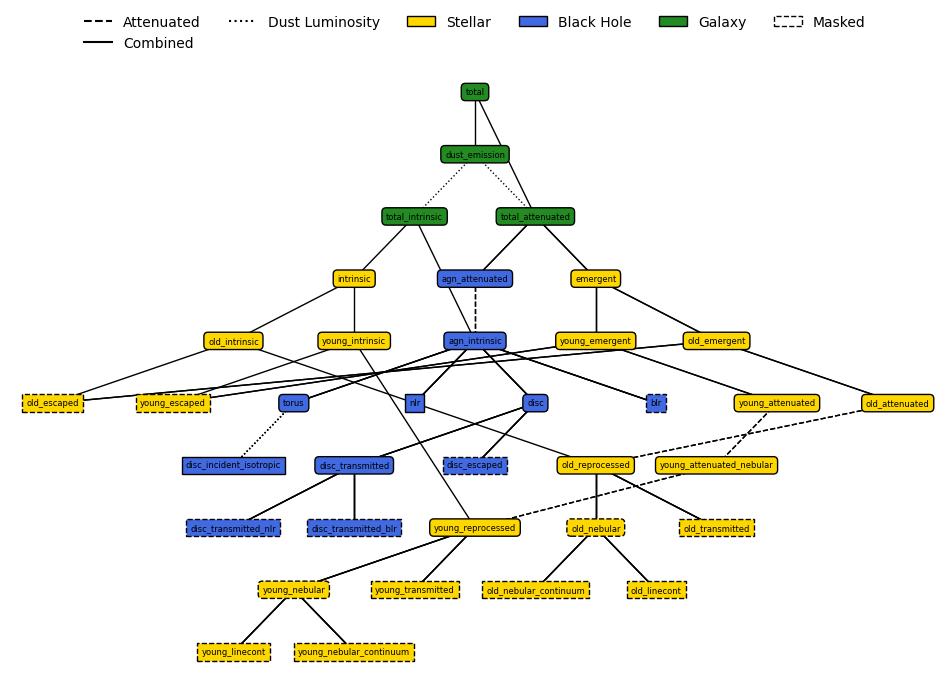 Attenuated Dust Luminosity Stellar Black Hole Galaxy Masked
Combined
total
dust_emission
total_intrinsic total_attenuated
intrinsic agn_attenuated emergent
old_intrinsic young_intrinsic agn_intrinsic young_emergent old_emergent
old_escaped young_escaped torus nlr disc blr young_attenuated old_attenuated
disc_incident_isotropic disc_transmitted disc_escaped old_reprocessed young_attenuated_nebular
disc_transmitted_nlr disc_transmitted_blr young_reprocessed old_nebular old_transmitted
young_nebular young_transmitted old_nebular_continuum old_linecont
young_linecont young_nebular_continuum